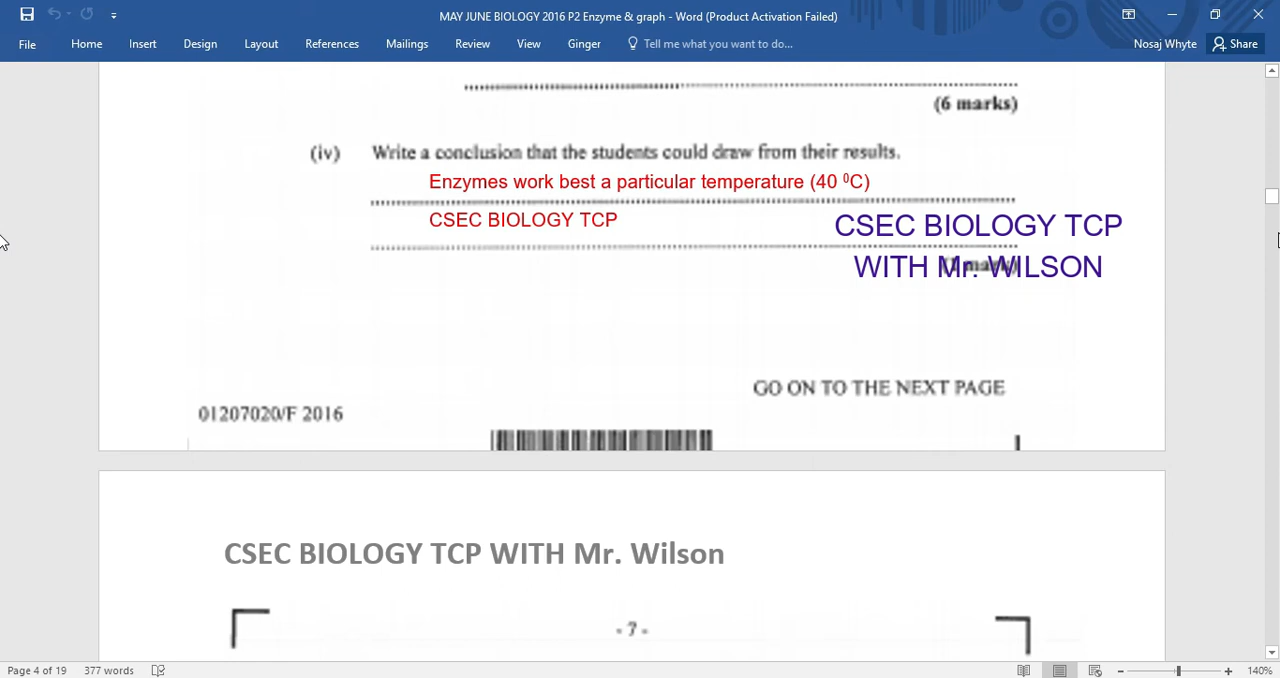 MAY JUNE BIOLOGY 2016 P2 Enzyme & graph - Word (Product Activation Failed)
File Home Insert Design Layout References Mailings Review View Ginger Tell me what you want to do... Nosaj Whyte Share
(6 marks)
(iv) Write a conclusion that the students could draw from their results.
Enzymes work best a particular temperature (40 ⁰C)
CSEC BIOLOGY TCP
CSEC BIOLOGY TCP
WITH Mr. WILSON
GO ON TO THE NEXT PAGE
01207020/F 2016
CSEC BIOLOGY TCP WITH Mr. Wilson
- 7 -
Page 4 of 19 377 words 140%